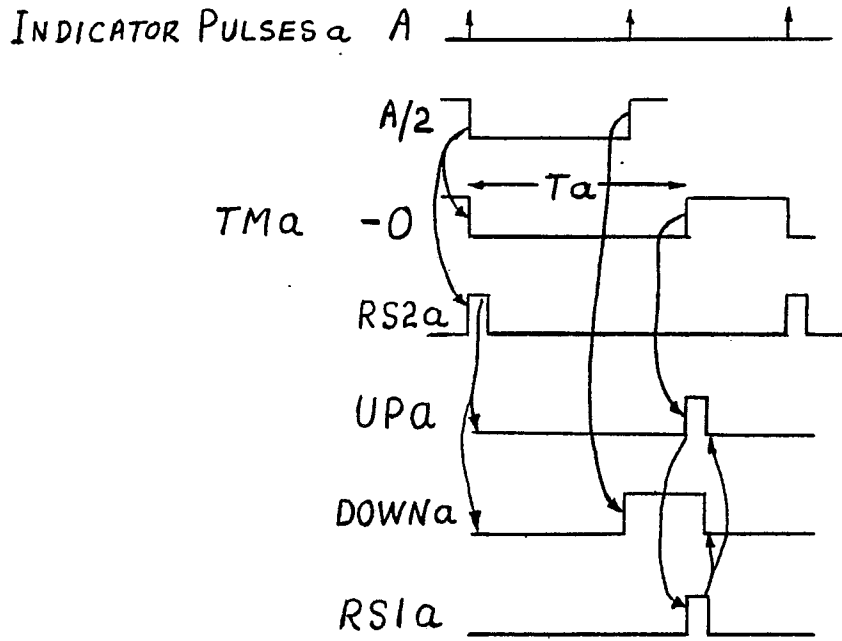 INDICATOR PULSES a A
A/2
Ta
TMa -O
RS2a
UPa
DOWNa
RS1a